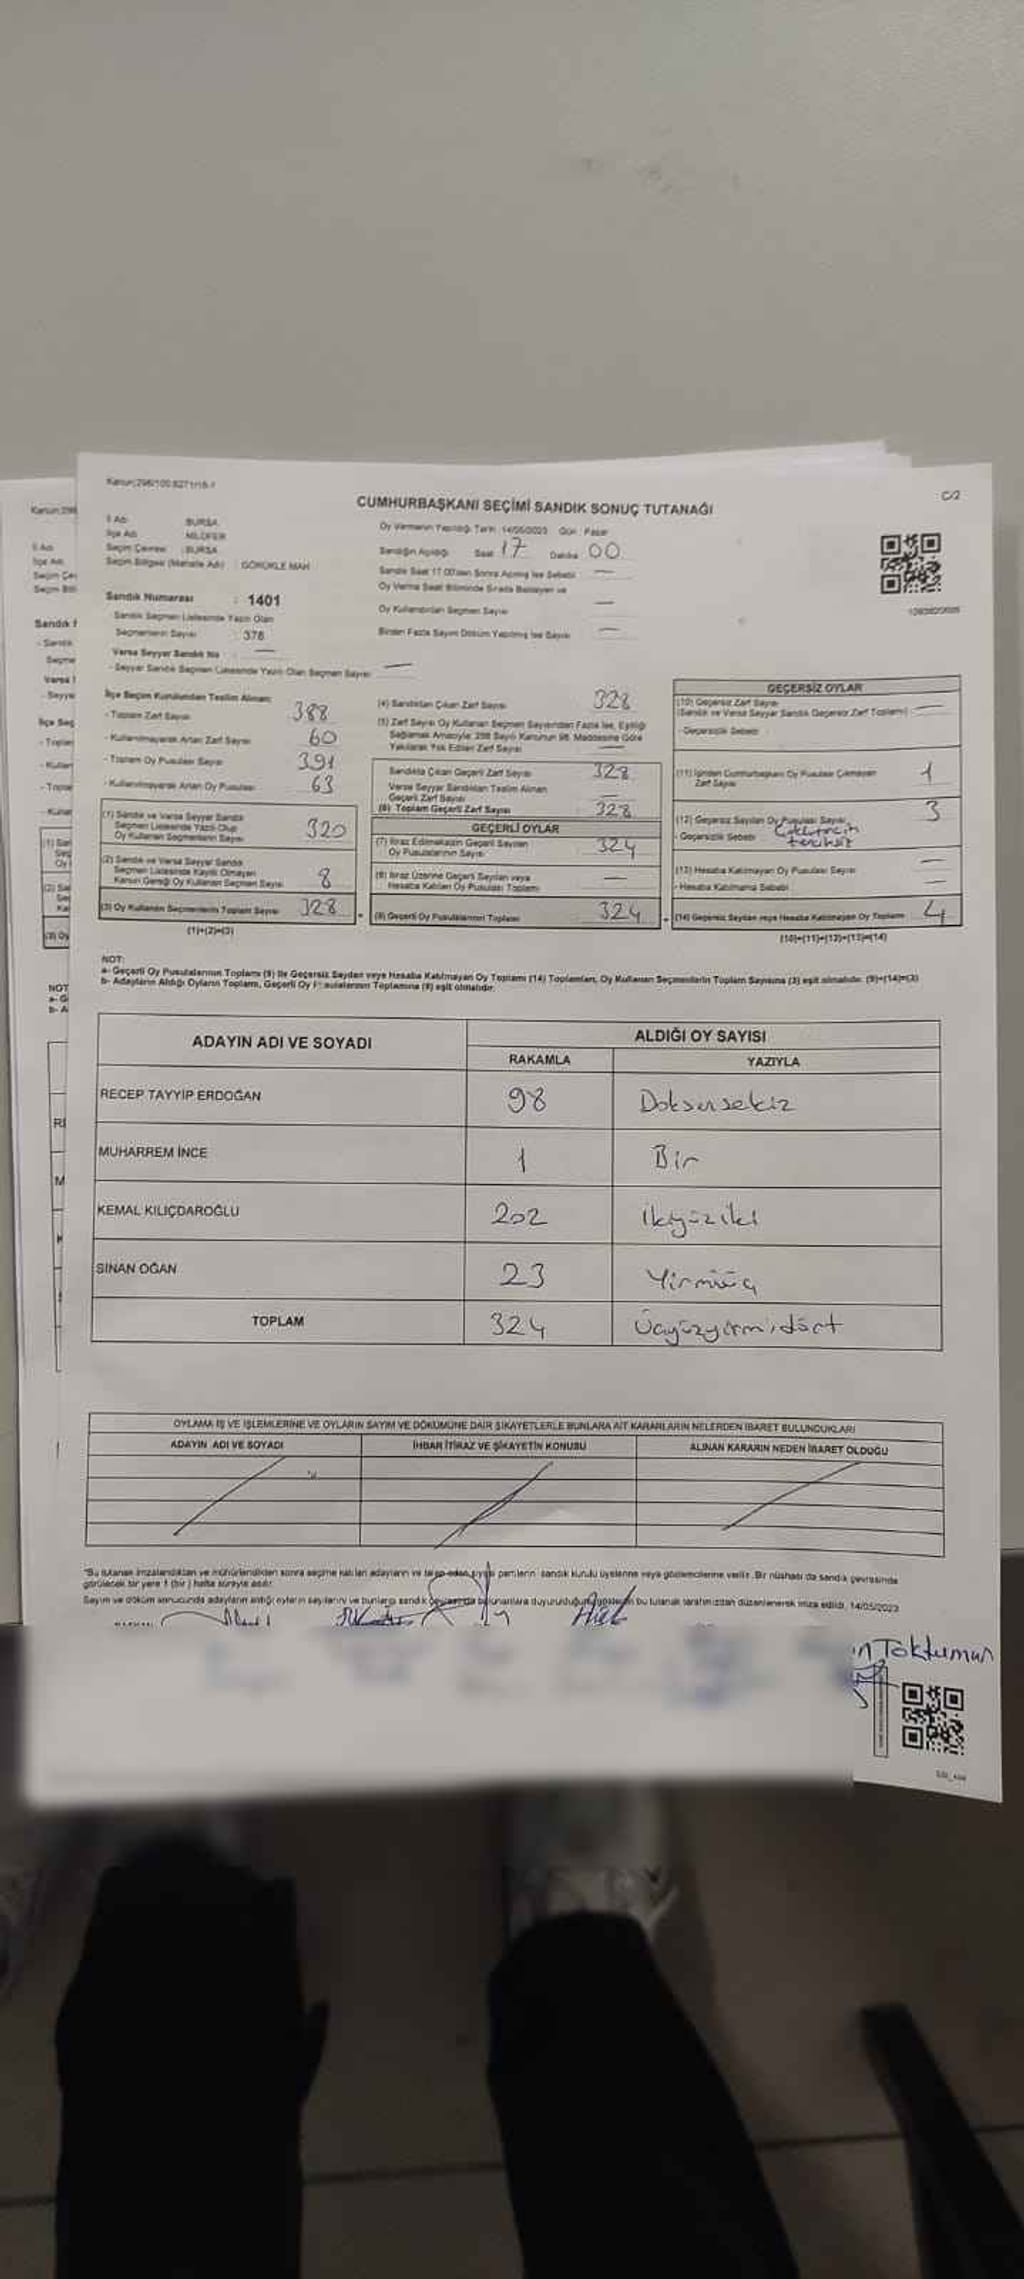 Kanun:298/100
C/2
CUMHURBAŞKANI SEÇİMİ SANDIK SONUÇ TUTANAĞI
İl Adı BURSA
İlçe Adı NİLÜFER
Seçim Çevresi : BURSA
Seçim Bölgesi (Mahalle Adı) : GÖRÜKLE MAH
Sandık Numarası : 1401
Sandık Seçmen Listesinde Yazılı Olan
Seçmenlerin Sayısı 378
Varsa Seyyar Sandık No —
- Seyyar Sandık Seçmen Listesinde Yazılı Olan Seçmen Sayısı —
Oy Vermenin Yapıldığı Tarih: 14/05/2023 Gün : Pazar
Sandığın Açıldığı Saat 17 Dakika 00
Sandık Saat 17:00'dan Sonra Açılmış İse Sebebi —
Oy Verme Saati Bitiminde Sırada Bekleyen ve
Oy Kullandırılan Seçmen Sayısı —
Birden Fazla Sayım Döküm Yapılmış İse Sayısı —
İlçe Seçim Kurulundan Teslim Alınan
- Toplam Zarf Sayısı 388
- Kullanılmayarak Artan Zarf Sayısı 60
- Toplam Oy Pusulası Sayısı 391
- Kullanılmayarak Artan Oy Pusulası 63
(1) Sandık ve Varsa Seyyar Sandık
Seçmen Listesinde Yazılı Olup
Oy Kullanan Seçmenlerin Sayısı 320
(2) Sandık ve Varsa Seyyar Sandık
Seçmen Listesinde Kayıtlı Olmayan
Kanun Gereği Oy Kullanan Seçmen Sayısı 8
(3) Oy Kullanan Seçmenlerin Toplam Sayısı 328
(1)+(2)=(3)
(4) Sandıktan Çıkan Zarf Sayısı 328
(5) Zarf Sayısı Oy Kullanan Seçmen Sayısından Fazla İse, Eşitliği
Sağlamak Amacıyla; 298 Sayılı Kanunun 98. Maddesine Göre
Yakılarak Yok Edilen Zarf Sayısı —
Sandıkta Çıkan Geçerli Zarf Sayısı 328
Varsa Seyyar Sandıktan Teslim Alınan
Geçerli Zarf Sayısı —
(6) Toplam Geçerli Zarf Sayısı 328
GEÇERLİ OYLAR
(7) İtiraz Edilmeksizin Geçerli Sayılan
Oy Pusulalarının Sayısı 324
(8) İtiraz Üzerine Geçerli Sayılan veya
Hesaba Katılan Oy Pusulası Toplamı —
(9) Geçerli Oy Pusulalarının Toplamı 324
GEÇERSİZ OYLAR
(10) Geçersiz Zarf Sayısı
(Sandık ve Varsa Seyyar Sandık Geçersiz Zarf Toplamı) —
- Geçersizlik Sebebi
(11) İçinden Cumhurbaşkanı Oy Pusulası Çıkmayan
Zarf Sayısı 1
(12) Geçersiz Sayılan Oy Pusulası Sayısı 3
- Geçersizlik Sebebi
(13) Hesaba Katılmayan Oy Pusulası Sayısı —
- Hesaba Katılmama Sebebi —
(14) Geçersiz Sayılan veya Hesaba Katılmayan Oy Toplamı 4
(10)+(11)+(12)+(13)=(14)
NOT:
a- Geçerli Oy Pusulalarının Toplamı (9) ile Geçersiz Sayılan veya Hesaba Katılmayan Oy Toplamı (14) Toplamları, Oy Kullanan Seçmenlerin Toplam Sayısına (3) eşit olmalıdır. (9)+(14)=(3)
b- Adayların Aldığı Oyların Toplamı, Geçerli Oy Pusulalarının Toplamına (9) eşit olmalıdır.
ADAYIN ADI VE SOYADI
ALDIĞI OY SAYISI
RAKAMLA YAZIYLA
RECEP TAYYİP ERDOĞAN 98 Doksansekiz
MUHARREM İNCE 1 Bir
KEMAL KILIÇDAROĞLU 202 İkiyüziki
SİNAN OĞAN 23 Yirmiüç
TOPLAM 324 Üçyüzyirmidört
OYLAMA İŞ VE İŞLEMLERİNE VE OYLARIN SAYIM VE DÖKÜMÜNE DAİR ŞİKAYETLERLE BUNLARA AİT KARARLARIN NELERDEN İBARET BULUNDUKLARI
ADAYIN ADI VE SOYADI İHBAR İTİRAZ VE ŞİKAYETİN KONUSU ALINAN KARARIN NEDEN İBARET OLDUĞU
"Bu tutanak imzalandıktan ve mühürlendikten sonra seçime katılan adayların ve talep eden siyasi partilerin sandık kurulu üyelerine veya gözlemcilerine verilir. Bir nüshası da sandık çevresinde
görülecek bir yere 1 (bir) hafta süreyle asılır.
Sayım ve döküm sonucunda adayların aldığı oyların sayılarını ve bunların sandık çevresinde bulunanlara duyurulduğunu gösteren bu tutanak tarafımızdan düzenlenerek imza edildi. 14/05/2023
Toktumur